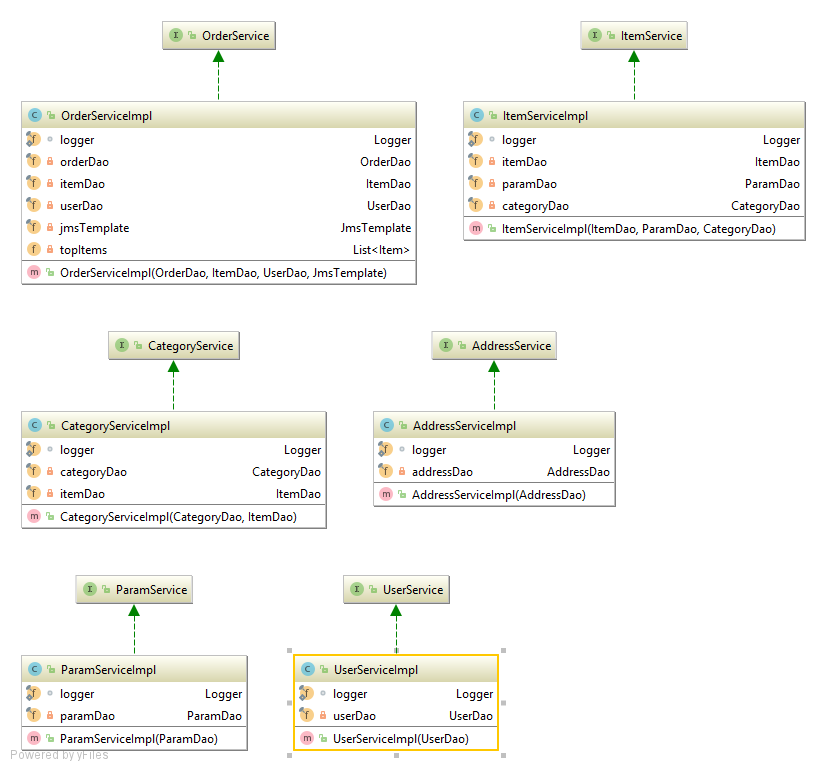 OrderService
ItemService
OrderServiceImpl
logger Logger
orderDao OrderDao
itemDao ItemDao
userDao UserDao
jmsTemplate JmsTemplate
topItems List<Item>
OrderServiceImpl(OrderDao, ItemDao, UserDao, JmsTemplate)
ItemServiceImpl
logger Logger
itemDao ItemDao
paramDao ParamDao
categoryDao CategoryDao
ItemServiceImpl(ItemDao, ParamDao, CategoryDao)
CategoryService
AddressService
CategoryServiceImpl
logger Logger
categoryDao CategoryDao
itemDao ItemDao
CategoryServiceImpl(CategoryDao, ItemDao)
AddressServiceImpl
logger Logger
addressDao AddressDao
AddressServiceImpl(AddressDao)
ParamService
UserService
ParamServiceImpl
logger Logger
paramDao ParamDao
ParamServiceImpl(ParamDao)
UserServiceImpl
logger Logger
userDao UserDao
UserServiceImpl(UserDao)
Powered by yFiles